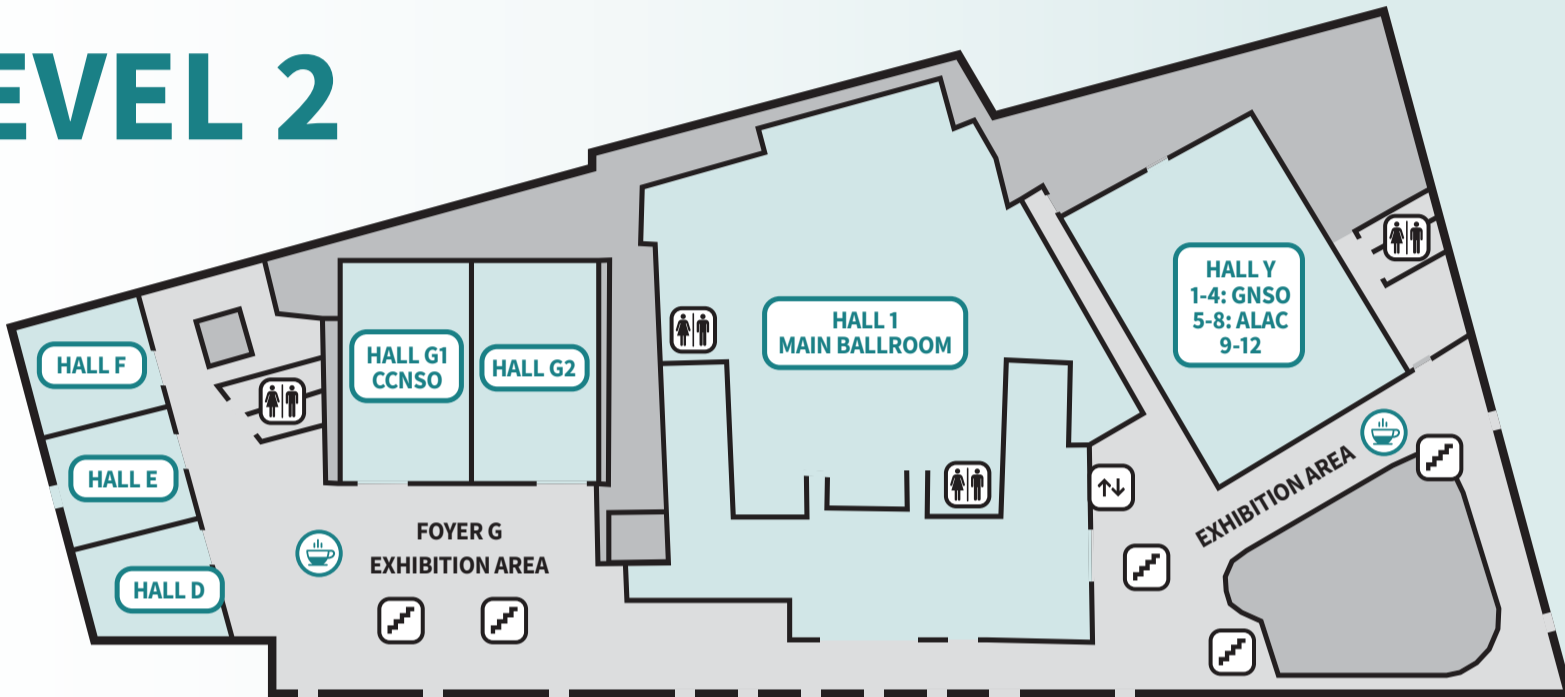 EVEL 2
HALL F
HALL E
HALL D
HALL G1
CCNSO
HALL G2
FOYER G
EXHIBITION AREA
HALL 1
MAIN BALLROOM
HALL Y
1-4: GNSO
5-8: ALAC
9-12
EXHIBITION AREA